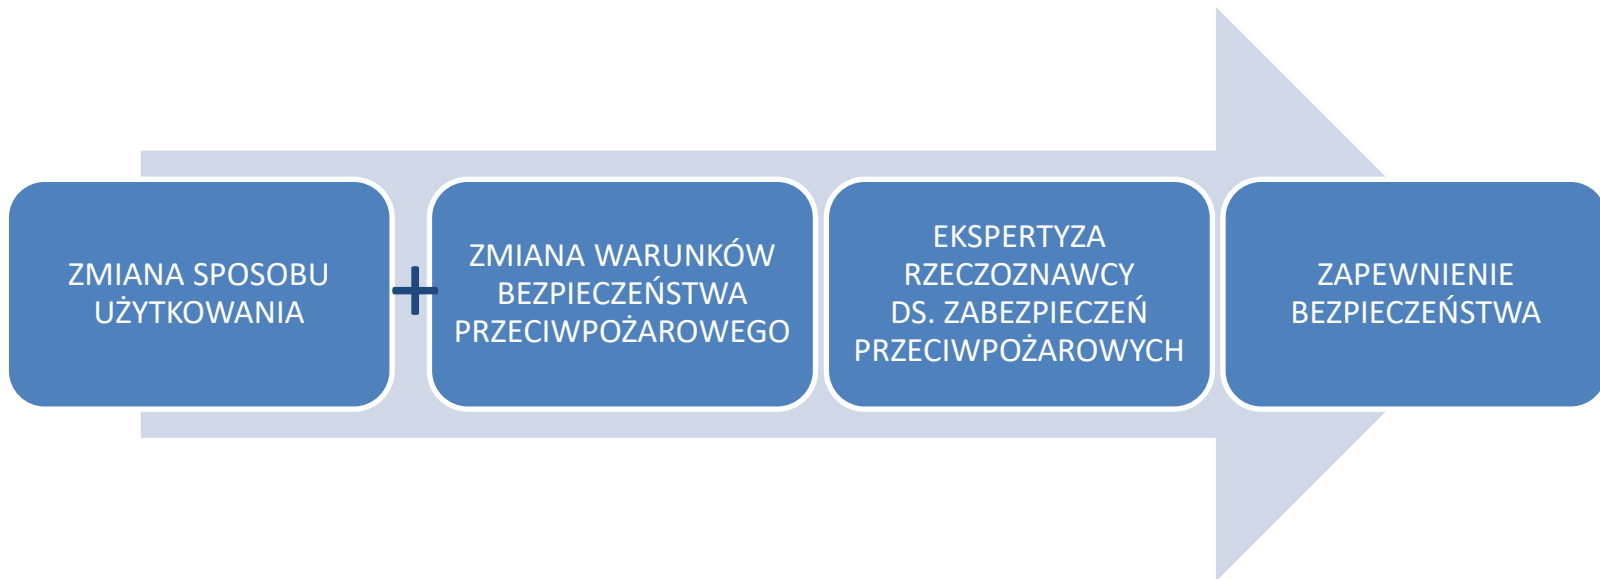 ZMIANA SPOSOBU
UŻYTKOWANIA
+
ZMIANA WARUNKÓW
BEZPIECZEŃSTWA
PRZECIWPOŻAROWEGO
EKSPERTYZA
RZECZOZNAWCY
DS. ZABEZPIECZEŃ
PRZECIWPOŻAROWYCH
ZAPEWNIENIE
BEZPIECZEŃSTWA